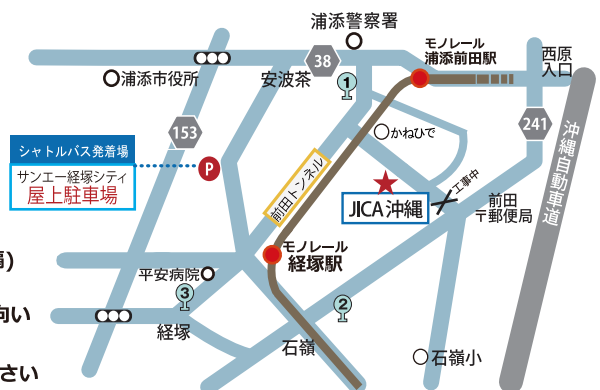 浦添警察署
モノレール
浦添前田駅
西原
入口
38
浦添市役所
安波茶
1
153
かねひで
241
シャトルバス発着場
サンエー経塚シティ
屋上駐車場
P
前田トンネル
JICA沖縄
工事中
前田
〒郵便局
沖縄自動車道
モノレール
経塚駅
平安病院
3
2
向い
経塚
石嶺
石嶺小
さい